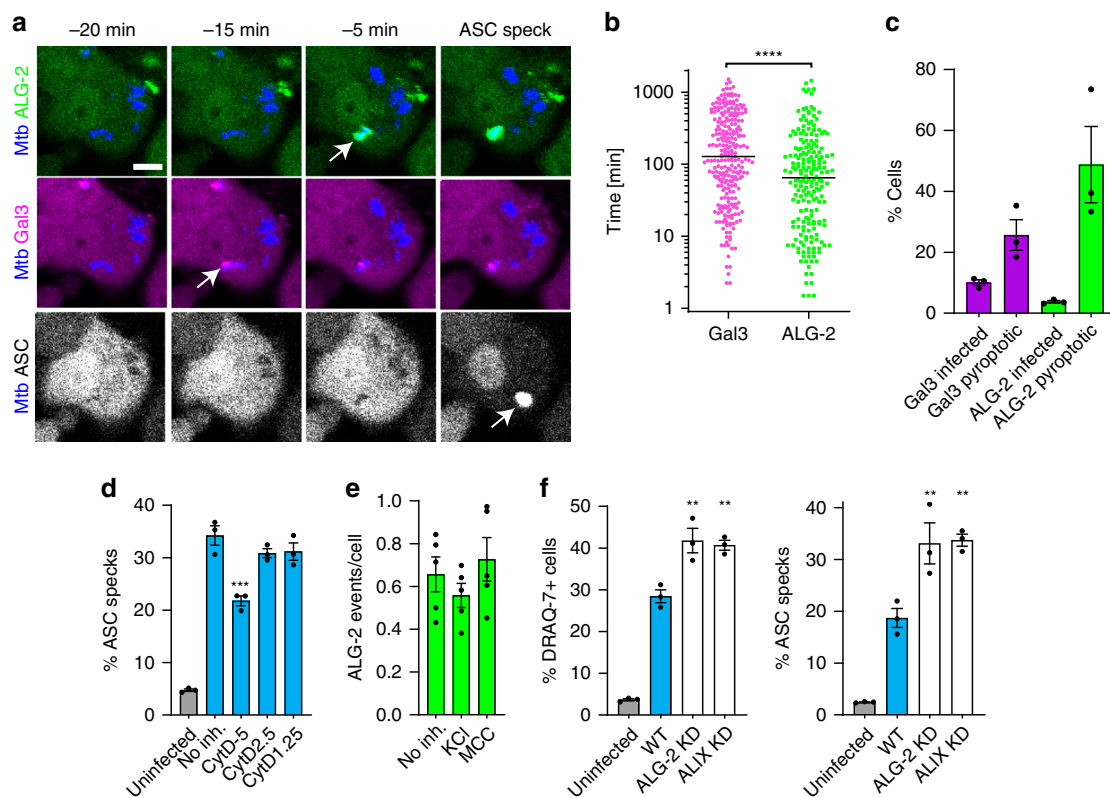 a
–20 min –15 min –5 min ASC speck
Mtb ALG-2
Mtb Gal3
Mtb ASC
b
****
Time [min]
1000
100
10
1
Gal3 ALG-2
c
% Cells
80
60
40
20
0
Gal3 infected
Gal3 pyroptotic
ALG-2 infected
ALG-2 pyroptotic
d
% ASC specks
40
30
20
10
0
***
Uninfected
No inh.
CytD-5
CytD2.5
CytD1.25
e
ALG-2 events/cell
1.0
0.8
0.6
0.4
0.2
0.0
No inh.
KCl
MCC
f
% DRAQ-7+ cells
50
40
30
20
10
0
** **
Uninfected
WT
ALG-2 KD
ALIX KD
% ASC specks
40
30
20
10
0
** **
Uninfected
WT
ALG-2 KD
ALIX KD